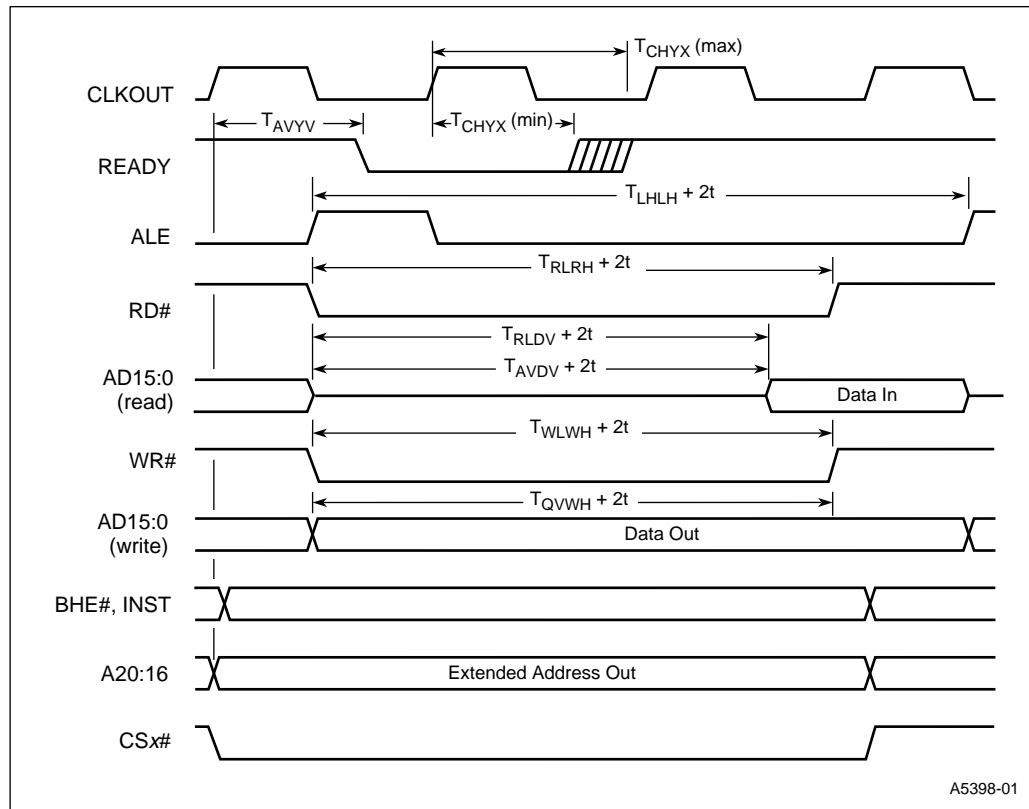 T_CHYX (max)
CLKOUT
T_AVYV
T_CHYX (min)
READY
T_LHLH + 2t
ALE
T_RLRH + 2t
RD#
T_RLDV + 2t
T_AVDV + 2t
AD15:0
(read)
Data In
T_WLWH + 2t
WR#
T_QVWH + 2t
AD15:0
(write)
Data Out
BHE#, INST
A20:16
Extended Address Out
CSx#
A5398-01